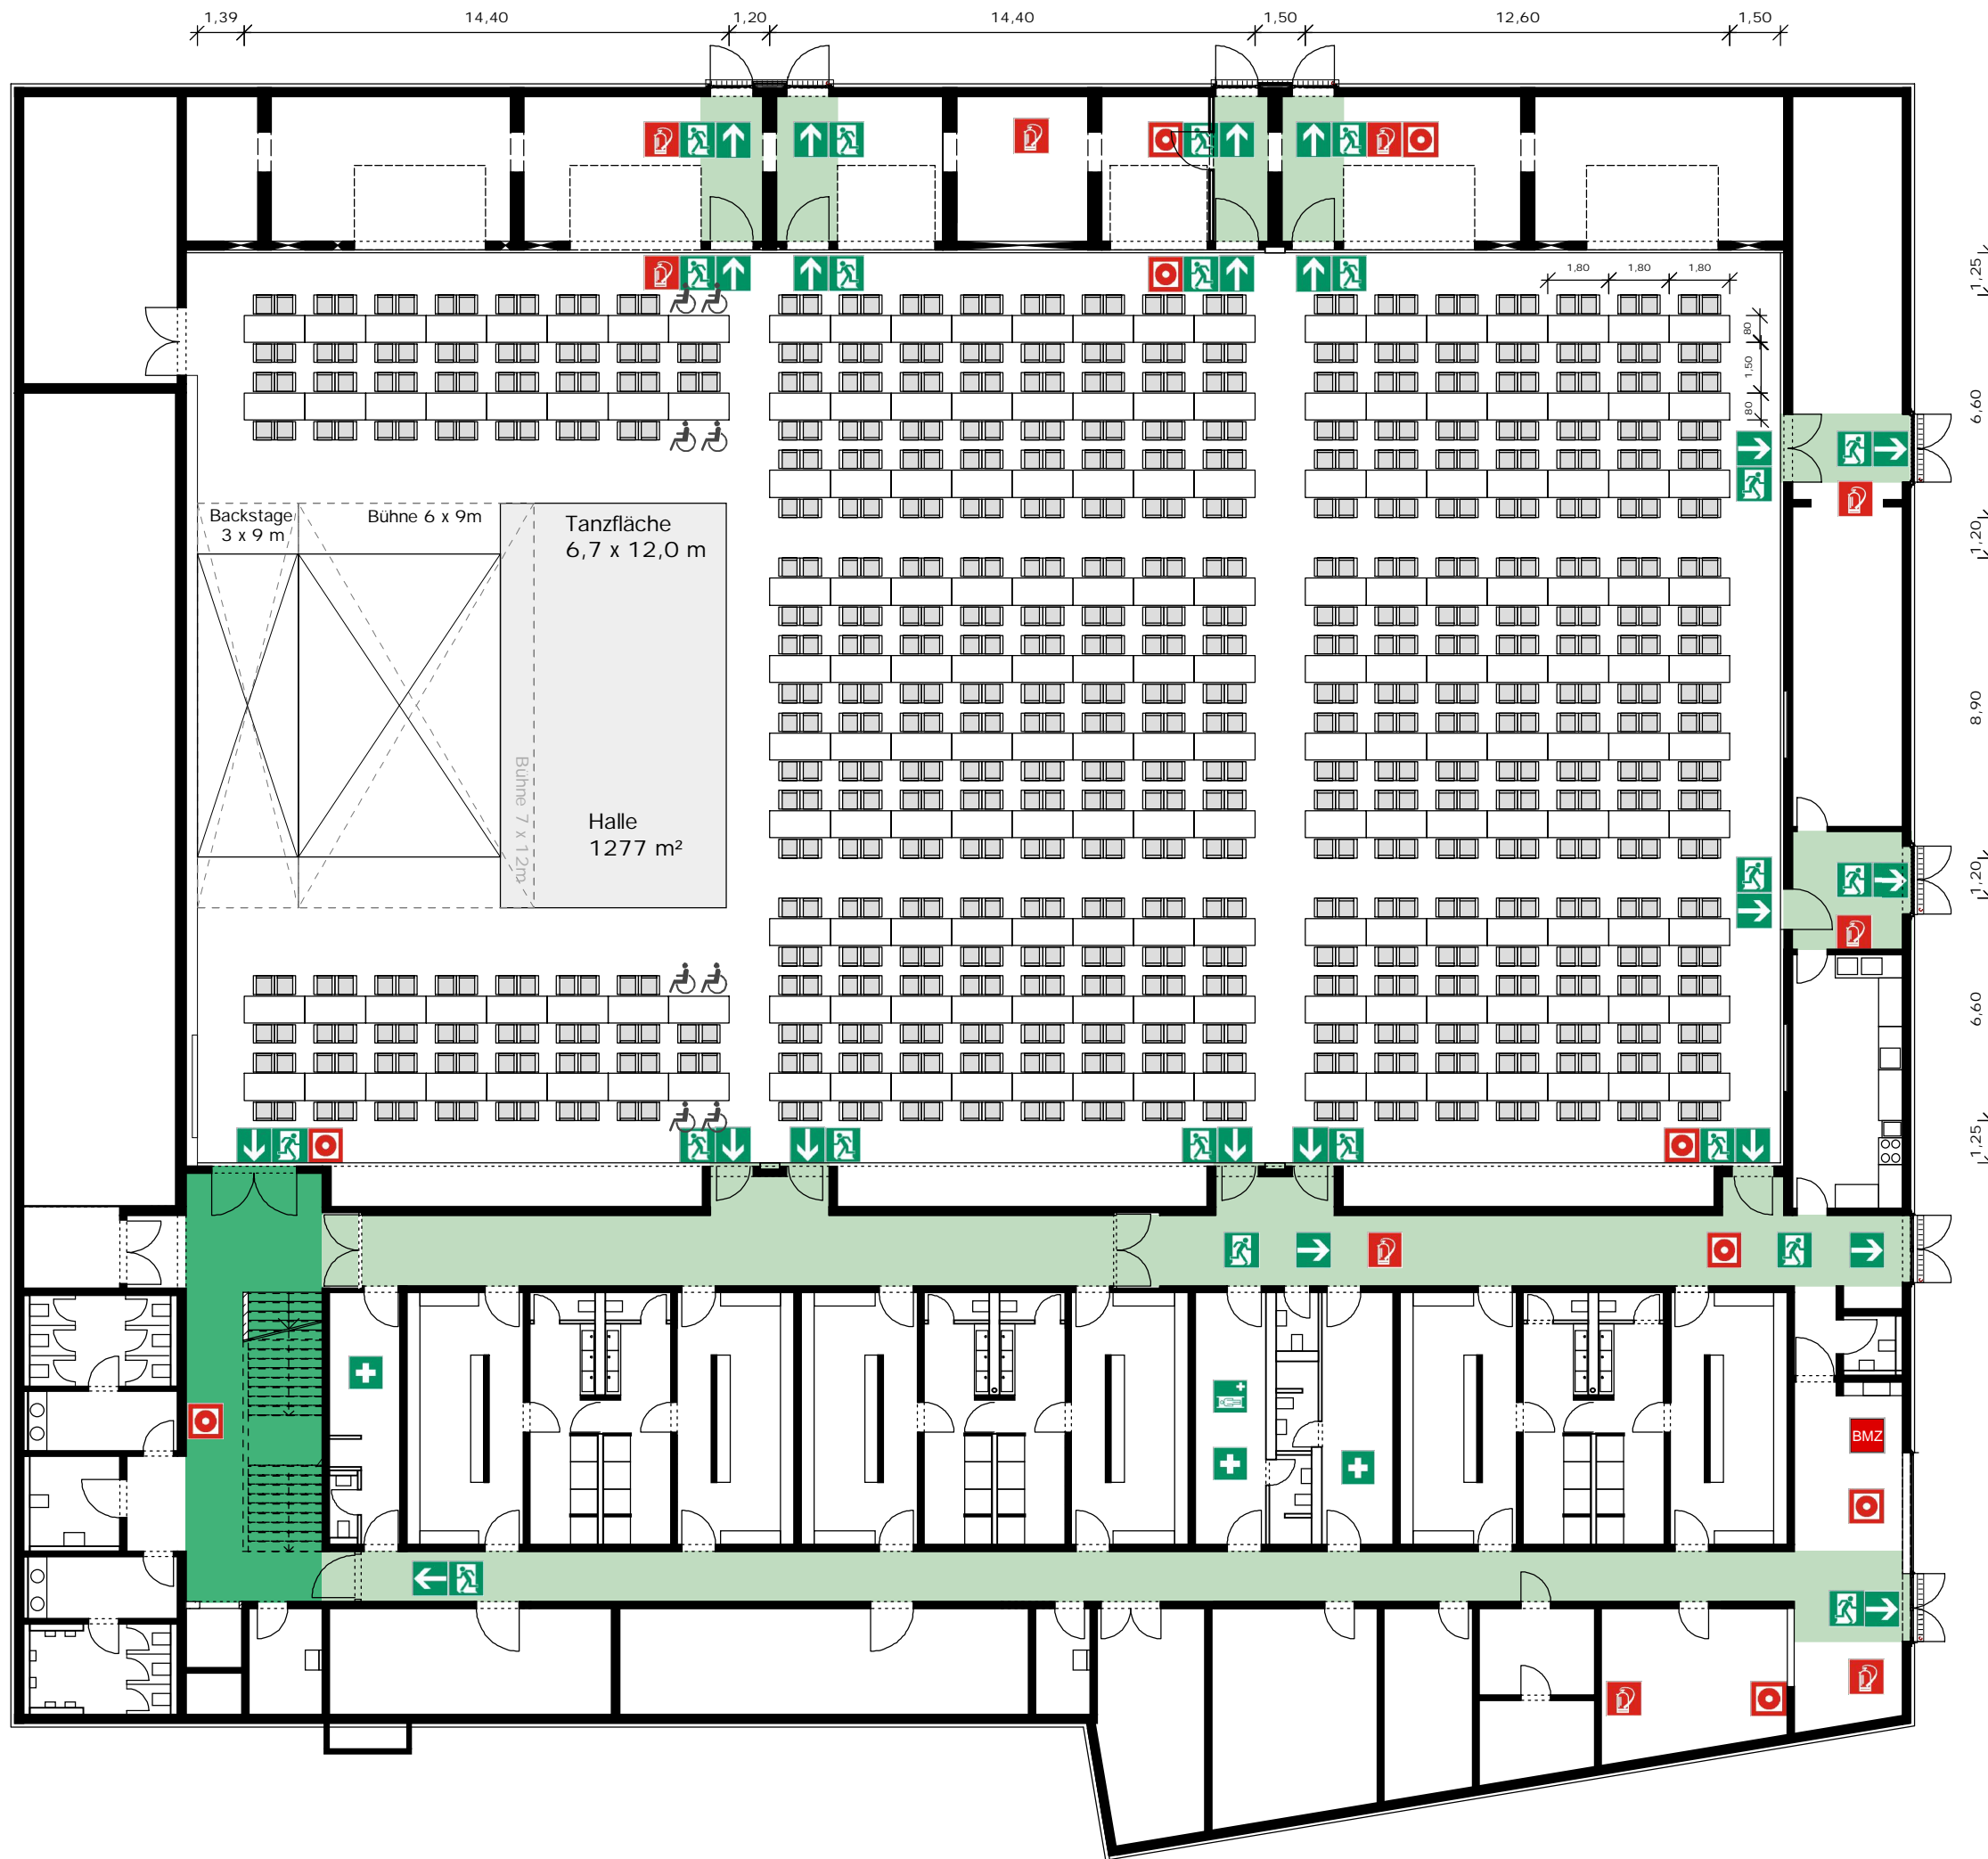 1,39 14,40 1,20 14,40 1,50 12,60 1,50
1,80 1,80 1,80
1,25
80
1,50
80
6,60
Backstage
3 x 9 m
Bühne 6 x 9m
Tanzfläche
6,7 x 12,0 m
1,20
8,90
Bühne 7 x 12m
Halle
1277 m²
1,20
6,60
1,25
BMZ